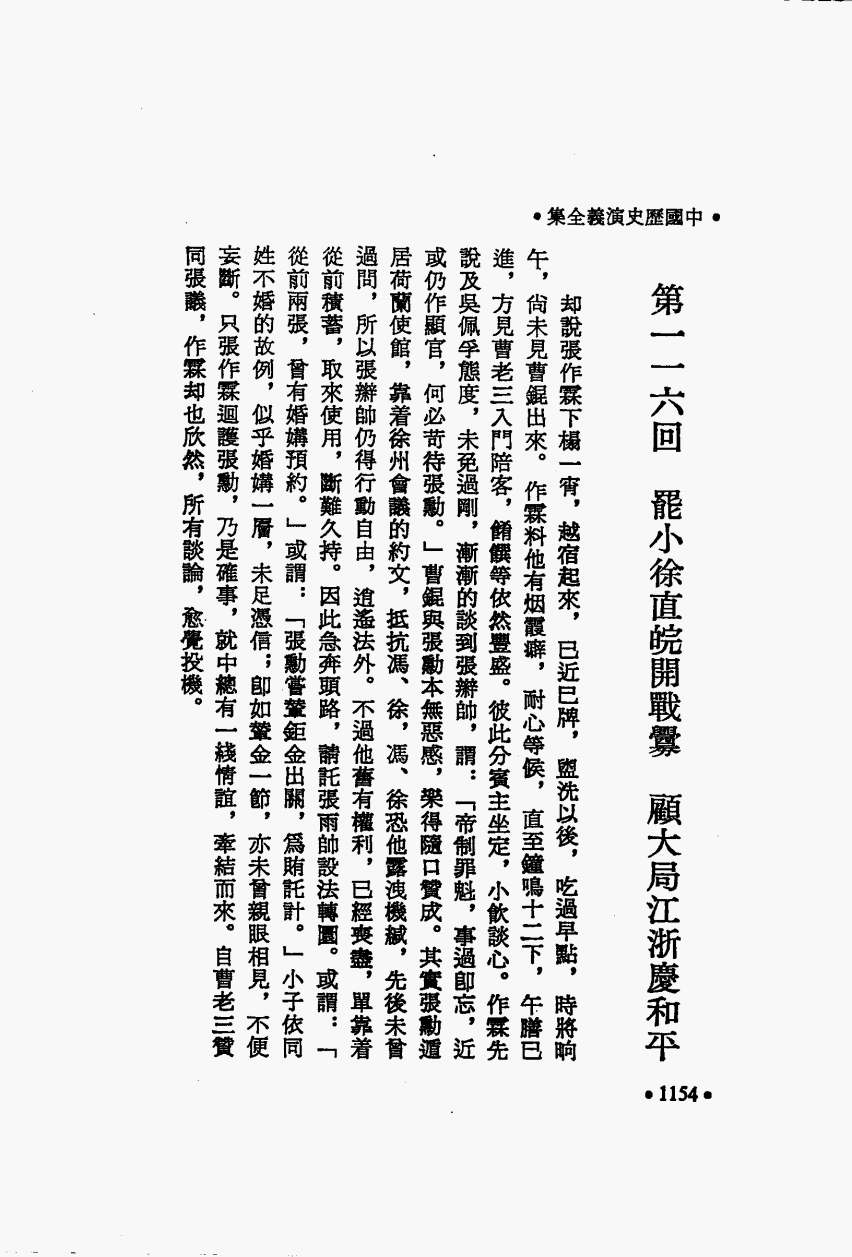 •中國歷史演義全集•
第一一六回　罷小徐直皖開戰釁　顧大局江浙慶和平
却說張作霖下榻一宵，越宿起來，已近巳牌，盥洗以後，吃過早點，時將晌
午，尙未見曹錕出來。作霖料他有烟霞癖，耐心等候，直至鐘鳴十二下，午膳已
進，方見曹老三入門陪客，餚饌等依然豐盛。彼此分賓主坐定，小飲談心。作霖先
說及吳佩孚態度，未免過剛，漸漸的談到張辮帥，謂：「帝制罪魁，事過卽忘，近
或仍作顯官，何必苛待張勳。」曹錕與張勳本無惡感，樂得隨口贊成。其實張勳遁
居荷蘭使館，靠着徐州會議的約文，抵抗馮、徐，馮、徐恐他露洩機緘，先後未曾
過問，所以張辮帥仍得行動自由，逍遙法外。不過他舊有權利，已經喪盡，單靠着
從前積蓄，取來使用，斷難久持。因此急奔頭路，請託張雨帥設法轉圜。或謂：「
從前兩張，曾有婚媾預約。」或謂：「張勳嘗輦鉅金出關，爲賄託計。」小子依同
姓不婚的故例，似乎婚媾一層，未足憑信；卽如輦金一節，亦未曾親眼相見，不便
妄斷。只張作霖迴護張勳，乃是確事，就中總有一綫情誼，牽結而來。自曹老三贊
同張議，作霖却也欣然，所有談論，愈覺投機。
•1154•